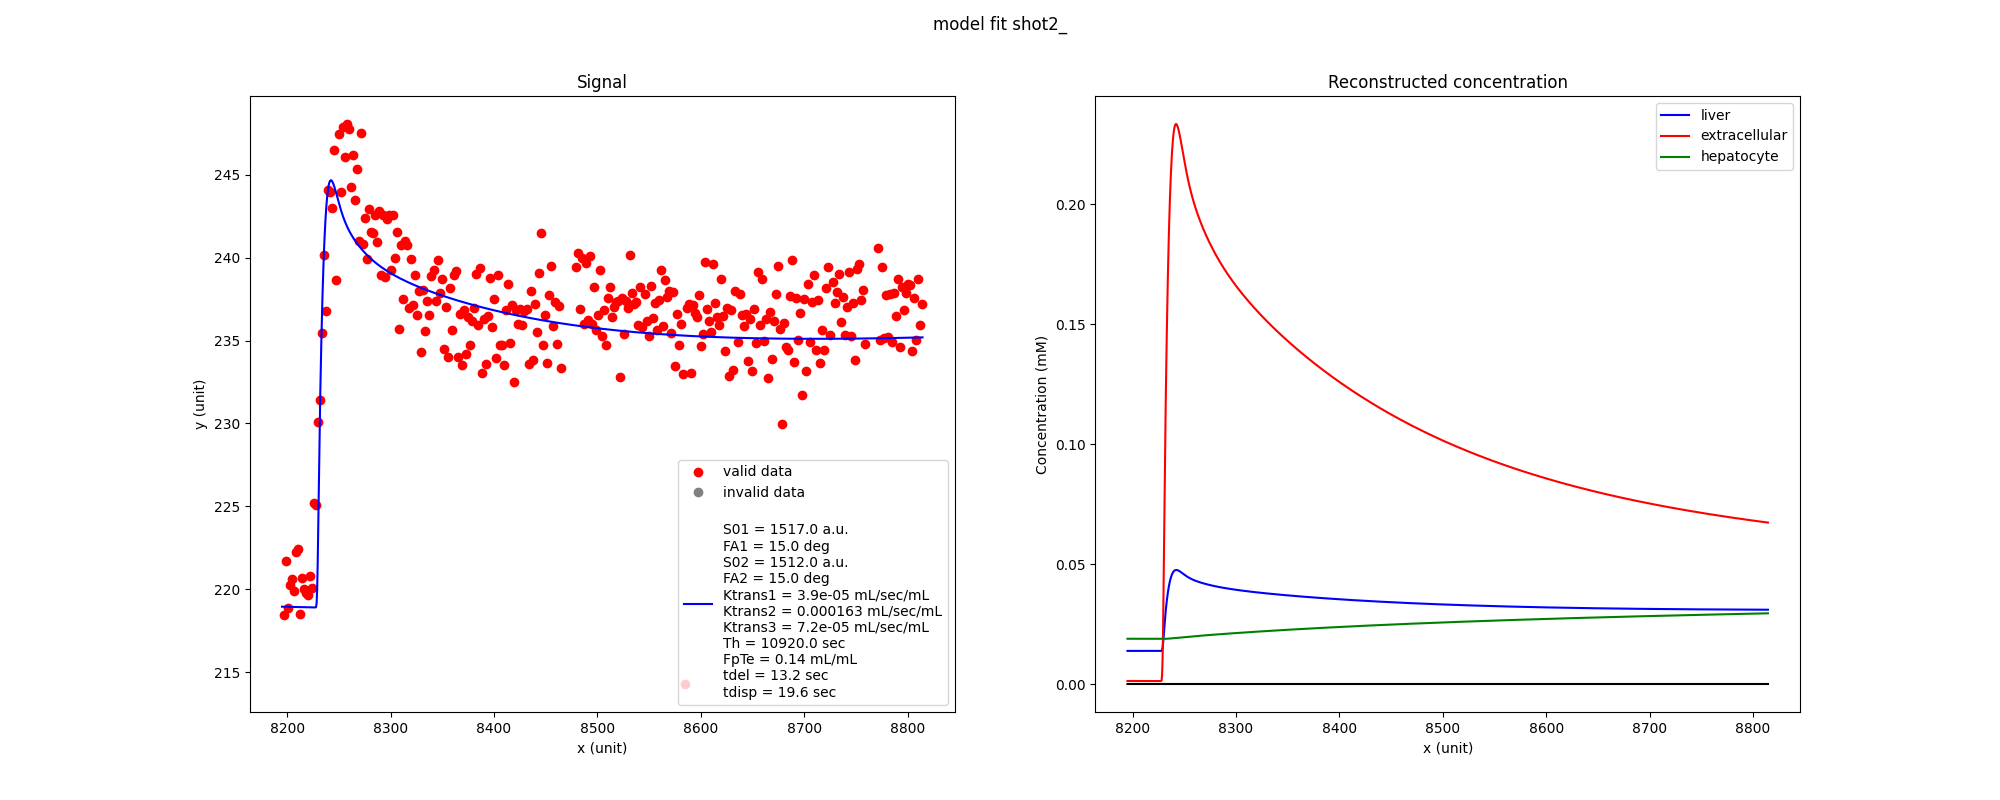 model fit shot2_
Signal
245
240
235
230
225
220
215
y (unit)
8200 8300 8400 8500 8600 8700 8800
x (unit)
valid data
invalid data
S01 = 1517.0 a.u.
FA1 = 15.0 deg
S02 = 1512.0 a.u.
FA2 = 15.0 deg
Ktrans1 = 3.9e-05 mL/sec/mL
Ktrans2 = 0.000163 mL/sec/mL
Ktrans3 = 7.2e-05 mL/sec/mL
Th = 10920.0 sec
FpTe = 0.14 mL/mL
tdel = 13.2 sec
tdisp = 19.6 sec
Reconstructed concentration
0.20
0.15
0.10
0.05
0.00
Concentration (mM)
8200 8300 8400 8500 8600 8700 8800
x (unit)
liver
extracellular
hepatocyte